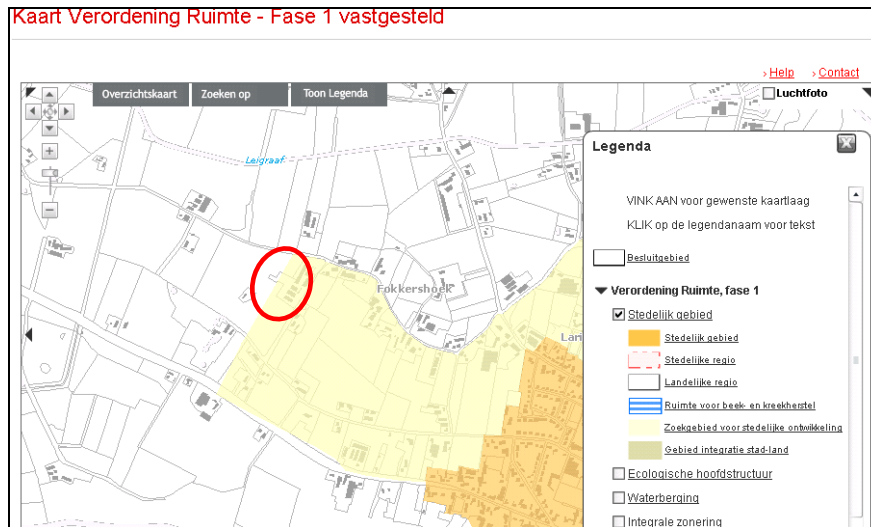 Kaart Verordening Ruimte - Fase 1 vastgesteld
› Help › Contact
Overzichtskaart Zoeken op Toon Legenda
Luchtfoto
Leigraaf
Fokkershoek
Lan
Legenda
VINK AAN voor gewenste kaartlaag
KLIK op de legendanaam voor tekst
Besluitgebied
Verordening Ruimte, fase 1
Stedelijk gebied
Stedelijk gebied
Stedelijke regio
Landelijke regio
Ruimte voor beek- en kreekherstel
Zoekgebied voor stedelijke ontwikkeling
Gebied integratie stad-land
Ecologische hoofdstructuur
Waterberging
Integrale zonering